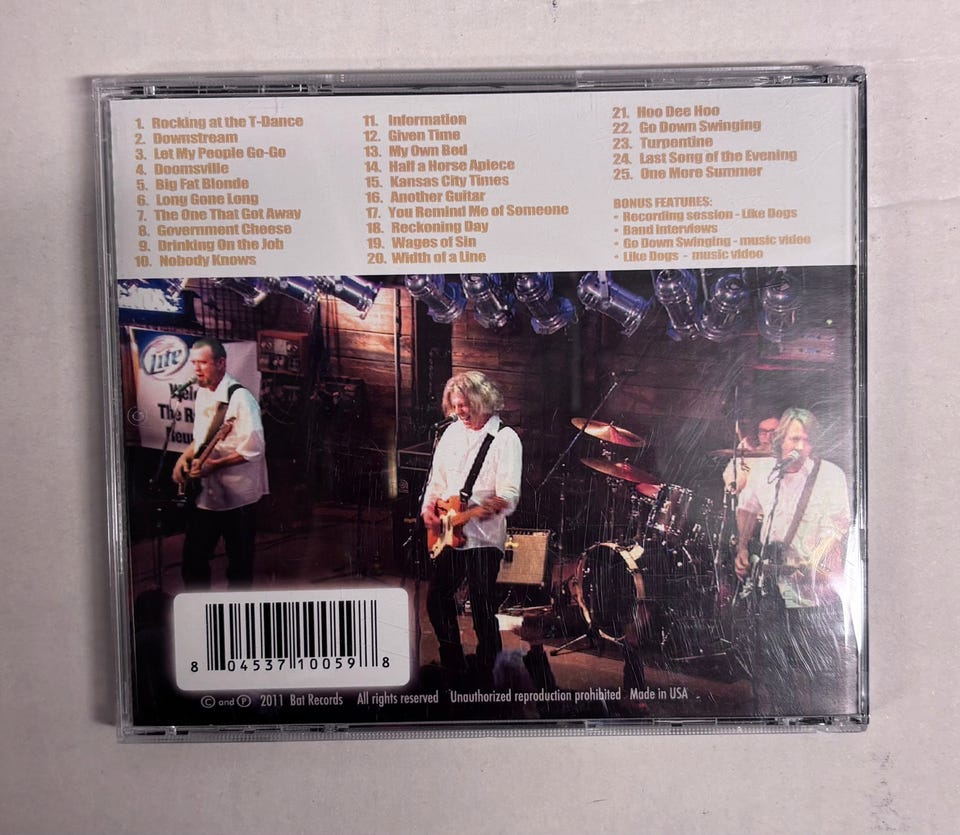 1. Rocking at the T-Dance
2. Downstream
3. Let My People Go-Go
4. Doomsville
5. Big Fat Blonde
6. Long Gone Long
7. The One That Got Away
8. Government Cheese
9. Drinking On the Job
10. Nobody Knows
11. Information
12. Given Time
13. My Own Bed
14. Half a Horse Apiece
15. Kansas City Times
16. Another Guitar
17. You Remind Me of Someone
18. Reckoning Day
19. Wages of Sin
20. Width of a Line
21. Hoo Dee Hoo
22. Go Down Swinging
23. Turpentine
24. Last Song of the Evening
25. One More Summer
BONUS FEATURES:
• Recording session - Like Dogs
• Band interviews
• Go Down Swinging - music video
• Like Dogs - music video
Lite
The
8 04537 10059 8
© and ℗ 2011 Bat Records All rights reserved Unauthorized reproduction prohibited Made in USA